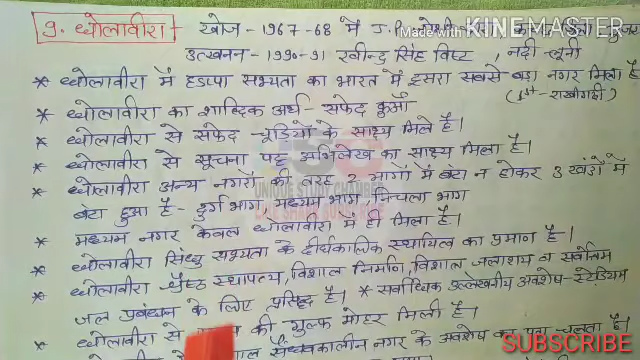 9. धोलावीरा → खोज - 1967-68 में J.P. जोशी
Made with KINEMASTER
उत्खनन - 1990-91 रवीन्द्र सिंह विष्ट, नदी - लूनी
* धोलावीरा में हडप्पा सभ्यता का भारत में दूसरा सबसे बडा नगर मिला है
(1st - राखीगढी)
* धोलावीरा का शाब्दिक अर्थ - सफेद कुआँ
* धोलावीरा से सफेद चूडियों के साक्ष्य मिले है।
* धोलावीरा से सूचना पट्ट अभिलेख का साक्ष्य मिला है।
* धोलावीरा अन्य नगरों की तरह 2 भागों में बंटा न होकर 3 खंडों में
बंटा हुआ है - दुर्ग भाग, मध्यम भाग, निचला भाग
* मध्यम नगर केवल धोलावीरा में ही मिला है।
* धोलावीरा सिंधु सभ्यता के दीर्घकालिक स्थायित्व का प्रमाण है।
* धोलावीरा श्रेष्ठ स्थापत्य, विशाल निर्माण, विशाल जलाशय व सर्वोत्तम
जल प्रबंधन के लिए प्रसिद्ध है। * सर्वाधिक उल्लेखनीय अवशेष - स्टेडियम
* धोलावीरा से की मुल्फ मोहर मिली है।
सैंधवकालीन नगर के अवशेष का पता चलता है।
SUBSCRIBE